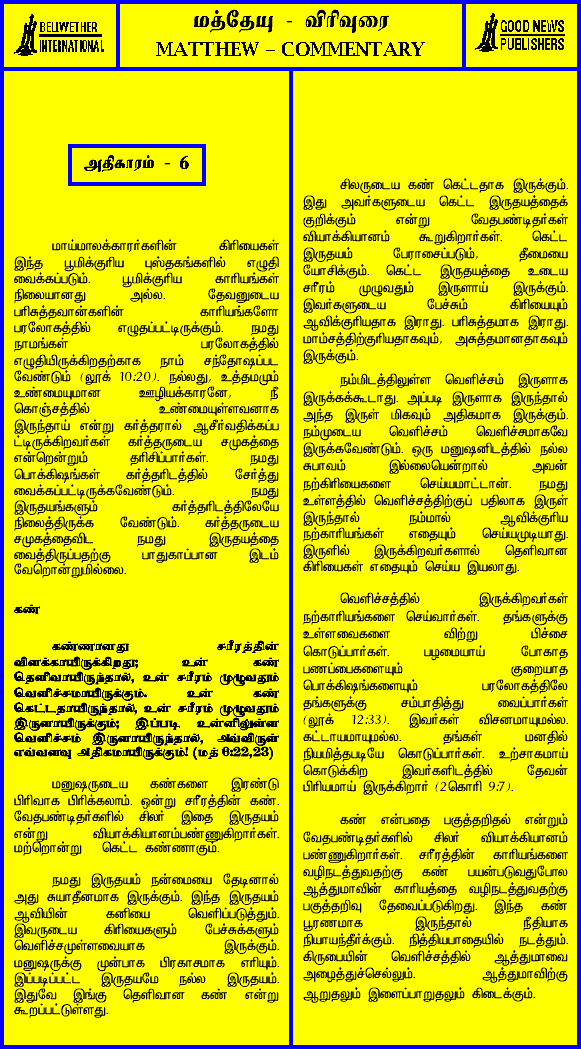 BELIWETHER
INTERNATIONAL
மத்தேயு - விரிவுரை
MATTHEW – COMMENTARY
GOOD NEWS
PUBLISHERS
அதிகாரம் - 6
மாய்மாலக்காரர்களின் கிரியைகள்
இந்த பூமிக்குரிய புஸ்தகங்களில் எழுதி
வைக்கப்படும். பூமிக்குரிய காரியங்கள்
நிலையானது அல்ல. தேவனுடைய
பரிசுத்தவான்களின் காரியங்களோ
பரலோகத்தில் எழுதப்பட்டிருக்கும். நமது
நாமங்கள் பரலோகத்தில்
எழுதியிருக்கிறதற்காக நாம் சந்தோஷப்பட
வேண்டும் (லூக் 10:20). நல்லது, உத்தமமும்
உண்மையுமான ஊழியக்காரனே, நீ
கொஞ்சத்தில் உண்மையுள்ளவனாக
இருந்தாய் என்று கர்த்தரால் ஆசீர்வதிக்கப்ப
ட்டிருக்கிறவர்கள் கர்த்தருடைய சமுகத்தை
என்றென்றும் தரிசிப்பார்கள். நமது
பொக்கிஷங்கள் கர்த்தரிடத்தில் சேர்த்து
வைக்கப்பட்டிருக்கவேண்டும். நமது
இருதயங்களும் கர்த்தரிடத்திலேயே
நிலைத்திருக்க வேண்டும். கர்த்தருடைய
சமுகத்தைவிட நமது இருதயத்தை
வைத்திருப்பதற்கு பாதுகாப்பான இடம்
வேறொன்றுமில்லை.
கண்
கண்ணானது சரீரத்தின்
விளக்காயிருக்கிறது; உன் கண்
தெளிவாயிருந்தால், உன் சரீரம் முழுவதும்
வெளிச்சமாயிருக்கும். உன் கண்
கெட்டதாயிருந்தால், உன் சரீரம் முழுவதும்
இருளாயிருக்கும்; இப்படி உன்னிலுள்ள
வெளிச்சம் இருளாயிருந்தால், அவ்விருள்
எவ்வளவு அதிகமாயிருக்கும்! (மத் 6:22,23)
மனுஷருடைய கண்களை இரண்டு
பிரிவாக பிரிக்கலாம். ஒன்று சரீரத்தின் கண்.
வேதபண்டிதர்களில் சிலர் இதை இருதயம்
என்று வியாக்கியானம்பண்ணுகிறார்கள்.
மற்றொன்று கெட்ட கண்ணாகும்.
நமது இருதயம் நன்மையை தேடினால்
அது சுயாதீனமாக இருக்கும். இந்த இருதயம்
ஆவியின் கனியை வெளிப்படுத்தும்.
இவருடைய கிரியைகளும் பேச்சுக்களும்
வெளிச்சமுள்ளவையாக இருக்கும்.
மனுஷருக்கு முன்பாக பிரகாசமாக எரியும்.
இப்படிப்பட்ட இருதயமே நல்ல இருதயம்.
இதுவே இங்கு தெளிவான கண் என்று
கூறப்பட்டுள்ளது.
சிலருடைய கண் கெட்டதாக இருக்கும்.
இது அவர்களுடைய கெட்ட இருதயத்தைக்
குறிக்கும் என்று வேதபண்டிதர்கள்
வியாக்கியானம் கூறுகிறார்கள். கெட்ட
இருதயம் பேராசைப்படும், தீமையை
யோசிக்கும். கெட்ட இருதயத்தை உடைய
சரீரம் முழுவதும் இருளாய் இருக்கும்.
இவர்களுடைய பேச்சும் கிரியையும்
ஆவிக்குரியதாக இராது. பரிசுத்தமாக இராது.
மாம்சத்திற்குரியதாகவும், அசுத்தமானதாகவும்
இருக்கும்.
நம்மிடத்திலுள்ள வெளிச்சம் இருளாக
இருக்கக்கூடாது. அப்படி இருளாக இருந்தால்
அந்த இருள் மிகவும் அதிகமாக இருக்கும்.
நம்முடைய வெளிச்சம் வெளிச்சமாகவே
இருக்கவேண்டும். ஒரு மனுஷனிடத்தில் நல்ல
சுபாவம் இல்லையென்றால் அவன்
நற்கிரியைகளை செய்யமாட்டான். நமது
உள்ளத்தில் வெளிச்சத்திற்குப் பதிலாக இருள்
இருந்தால் நம்மால் ஆவிக்குரிய
நற்காரியங்கள் எதையும் செய்யமுடியாது.
இருளில் இருக்கிறவர்களால் தெளிவான
கிரியைகள் எதையும் செய்ய இயலாது.
வெளிச்சத்தில் இருக்கிறவர்கள்
நற்காரியங்களை செய்வார்கள். தங்களுக்கு
உள்ளவைகளை விற்று பிச்சை
கொடுப்பார்கள். பழமையாய் போகாத
பணப்பைகளையும் குறையாத
பொக்கிஷங்களையும் பரலோகத்திலே
தங்களுக்கு சம்பாதித்து வைப்பார்கள்
(லூக் 12:33). இவர்கள் விசனமாயுமல்ல.
கட்டாயமாயுமல்ல. தங்கள் மனதில்
நியமித்தபடியே கொடுப்பார்கள். உற்சாகமாய்
கொடுக்கிற இவர்களிடத்தில் தேவன்
பிரியமாய் இருக்கிறார் (2கொரி 9:7).
கண் என்பதை பகுத்தறிதல் என்றும்
வேதபண்டிதர்களில் சிலர் வியாக்கியானம்
பண்ணுகிறார்கள். சரீரத்தின் காரியங்களை
வழிநடத்துவதற்கு கண் பயன்படுவதுபோல
ஆத்துமாவின் காரியத்தை வழிநடத்துவதற்கு
பகுத்தறிவு தேவைப்படுகிறது. இந்த கண்
பூரணமாக இருந்தால் நீதியாக
நியாயந்தீர்க்கும். நித்தியபாதையில் நடத்தும்.
கிருபையின் வெளிச்சத்தில் ஆத்துமாவை
அழைத்துச்செல்லும். ஆத்துமாவிற்கு
ஆறுதலும் இளைப்பாறுதலும் கிடைக்கும்.